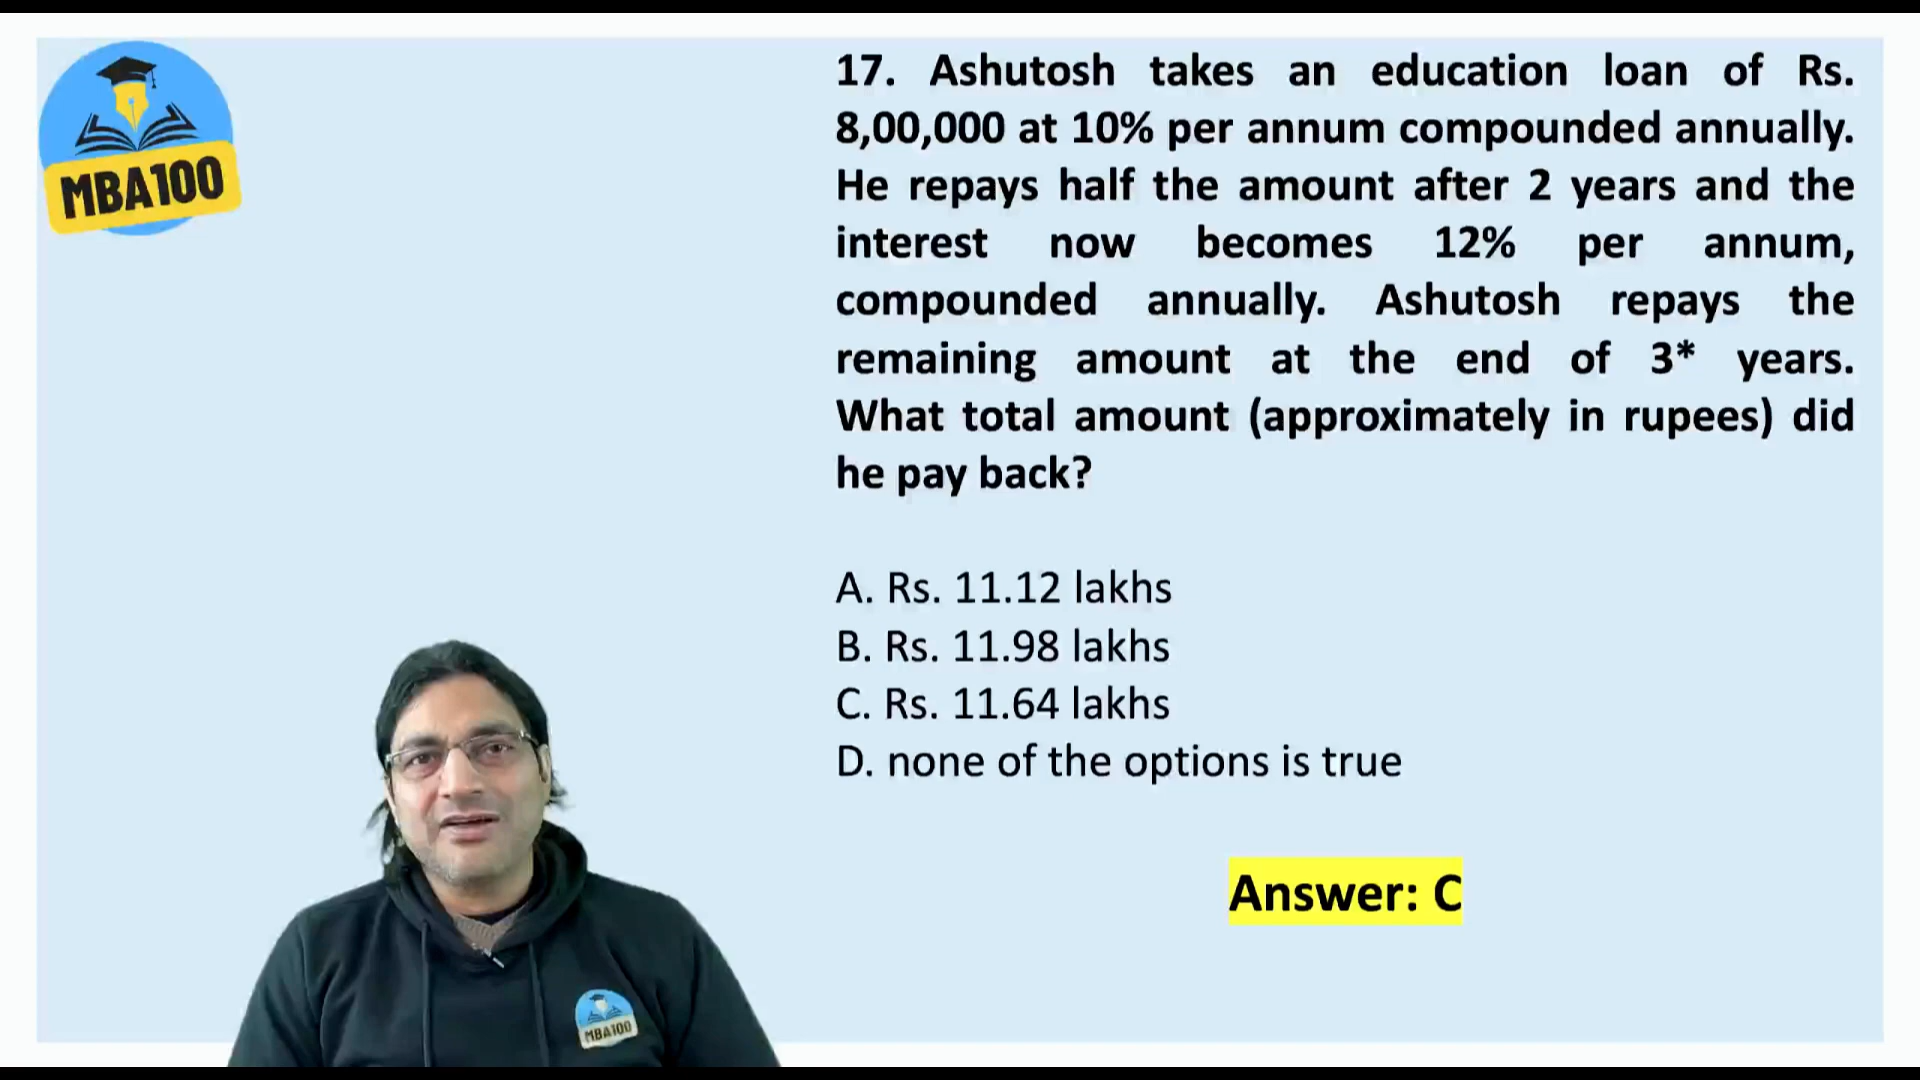 MBA100
17. Ashutosh takes an education loan of Rs.
8,00,000 at 10% per annum compounded annually.
He repays half the amount after 2 years and the
interest now becomes 12% per annum,
compounded annually. Ashutosh repays the
remaining amount at the end of 3* years.
What total amount (approximately in rupees) did
he pay back?
A. Rs. 11.12 lakhs
B. Rs. 11.98 lakhs
C. Rs. 11.64 lakhs
D. none of the options is true
Answer: C
MBA100